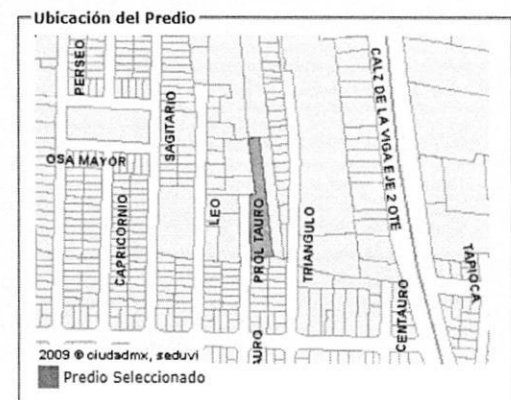 Ubicación del Predio
PERSEO
OSA MAYOR
SAGITARIO
CAPRICORNIO
LEO
PROL TAURO
TRIANGULO
CALZ DE LA VIGA EJE 2 OTE
TAPIOCA
CENTAURO
AURO
2009 © ciudadmx, seduvi
Predio Seleccionado